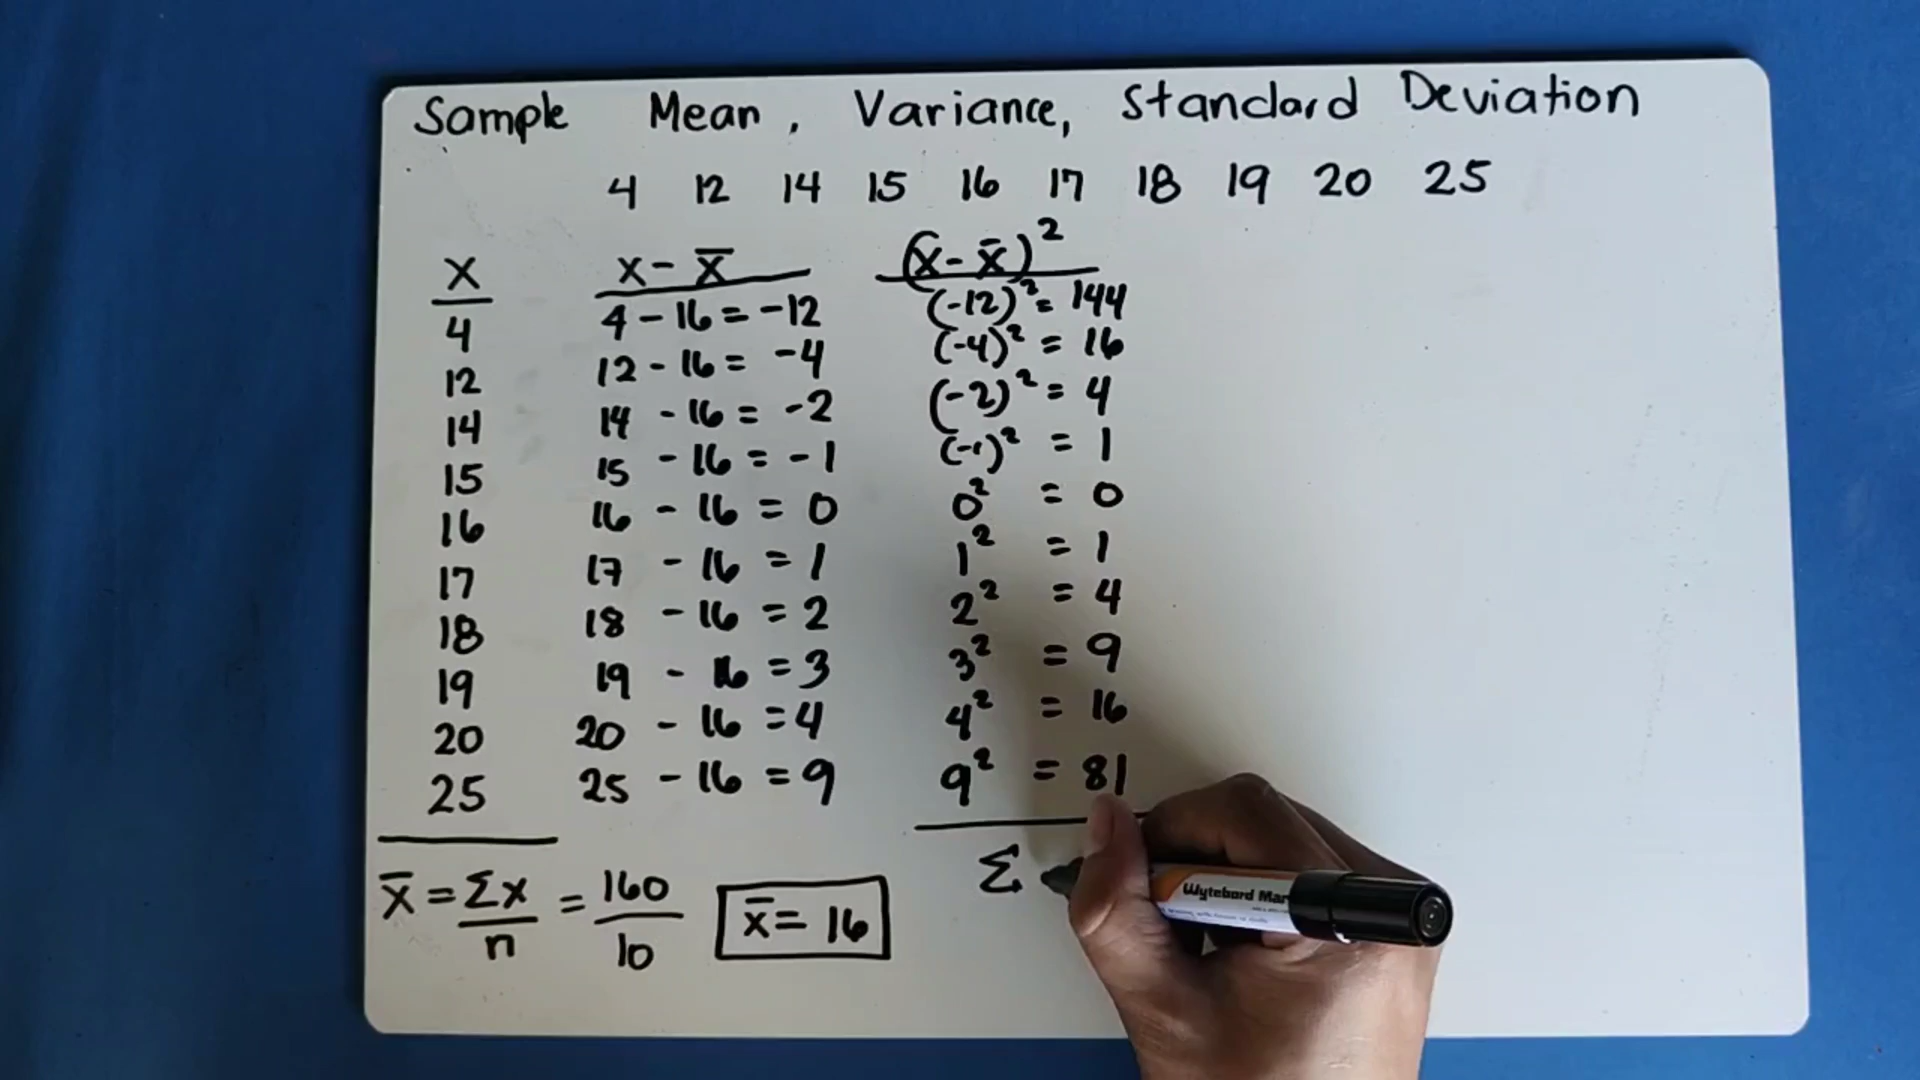 Sample Mean, Variance, Standard Deviation
4 12 14 15 16 17 18 19 20 25
x x - x̄ (x - x̄)²
4 4 - 16 = -12 (-12)² = 144
12 12 - 16 = -4 (-4)² = 16
14 14 - 16 = -2 (-2)² = 4
15 15 - 16 = -1 (-1)² = 1
16 16 - 16 = 0 0² = 0
17 17 - 16 = 1 1² = 1
18 18 - 16 = 2 2² = 4
19 19 - 16 = 3 3² = 9
20 20 - 16 = 4 4² = 16
25 25 - 16 = 9 9² = 81
x̄ = Σx/n = 160/10 x̄ = 16 Σ
Wytebord Mar